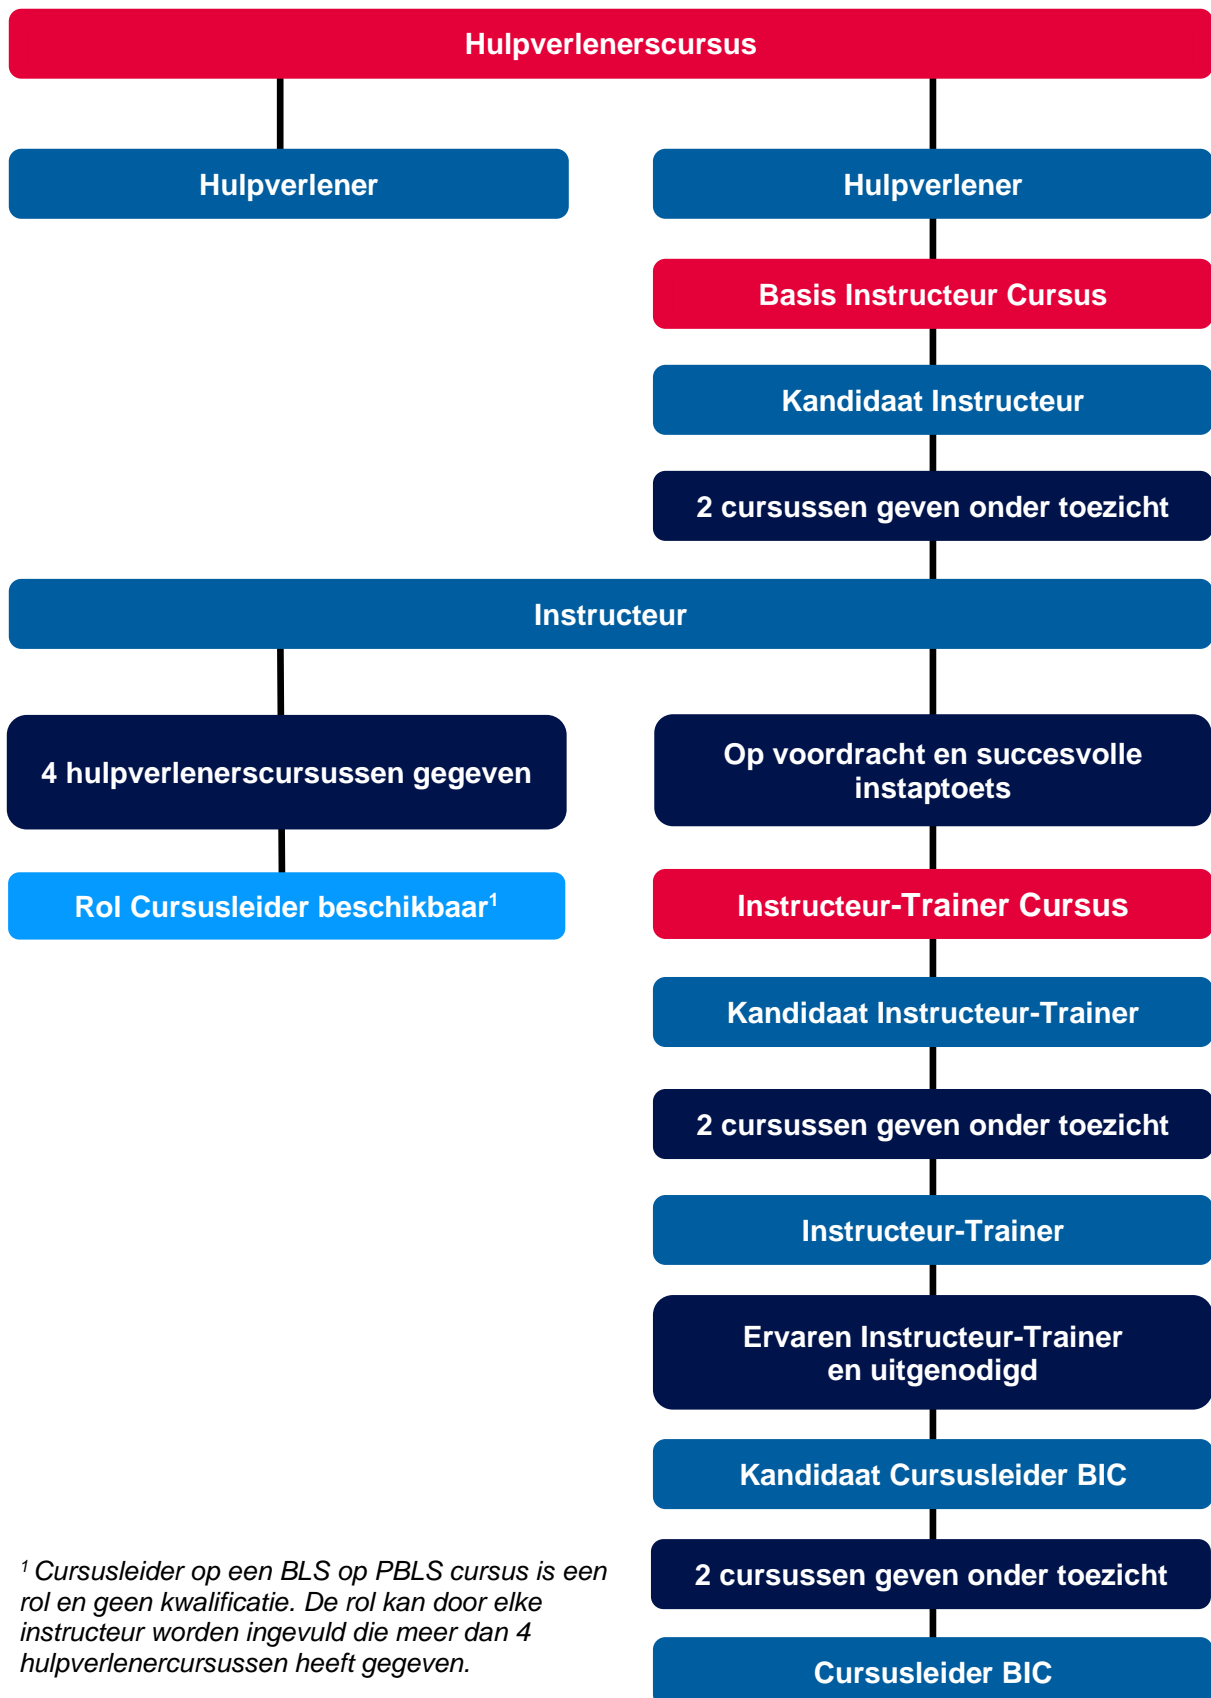 Hulpverlenerscursus
Hulpverlener
Hulpverlener
Basis Instructeur Cursus
Kandidaat Instructeur
2 cursussen geven onder toezicht
Instructeur
4 hulpverlenerscursussen gegeven
Op voordracht en succesvolle
instaptoets
Rol Cursusleider beschikbaar¹
Instructeur-Trainer Cursus
Kandidaat Instructeur-Trainer
2 cursussen geven onder toezicht
Instructeur-Trainer
Ervaren Instructeur-Trainer
en uitgenodigd
Kandidaat Cursusleider BIC
2 cursussen geven onder toezicht
Cursusleider BIC
¹ Cursusleider op een BLS op PBLS cursus is een
rol en geen kwalificatie. De rol kan door elke
instructeur worden ingevuld die meer dan 4
hulpverlenercursussen heeft gegeven.